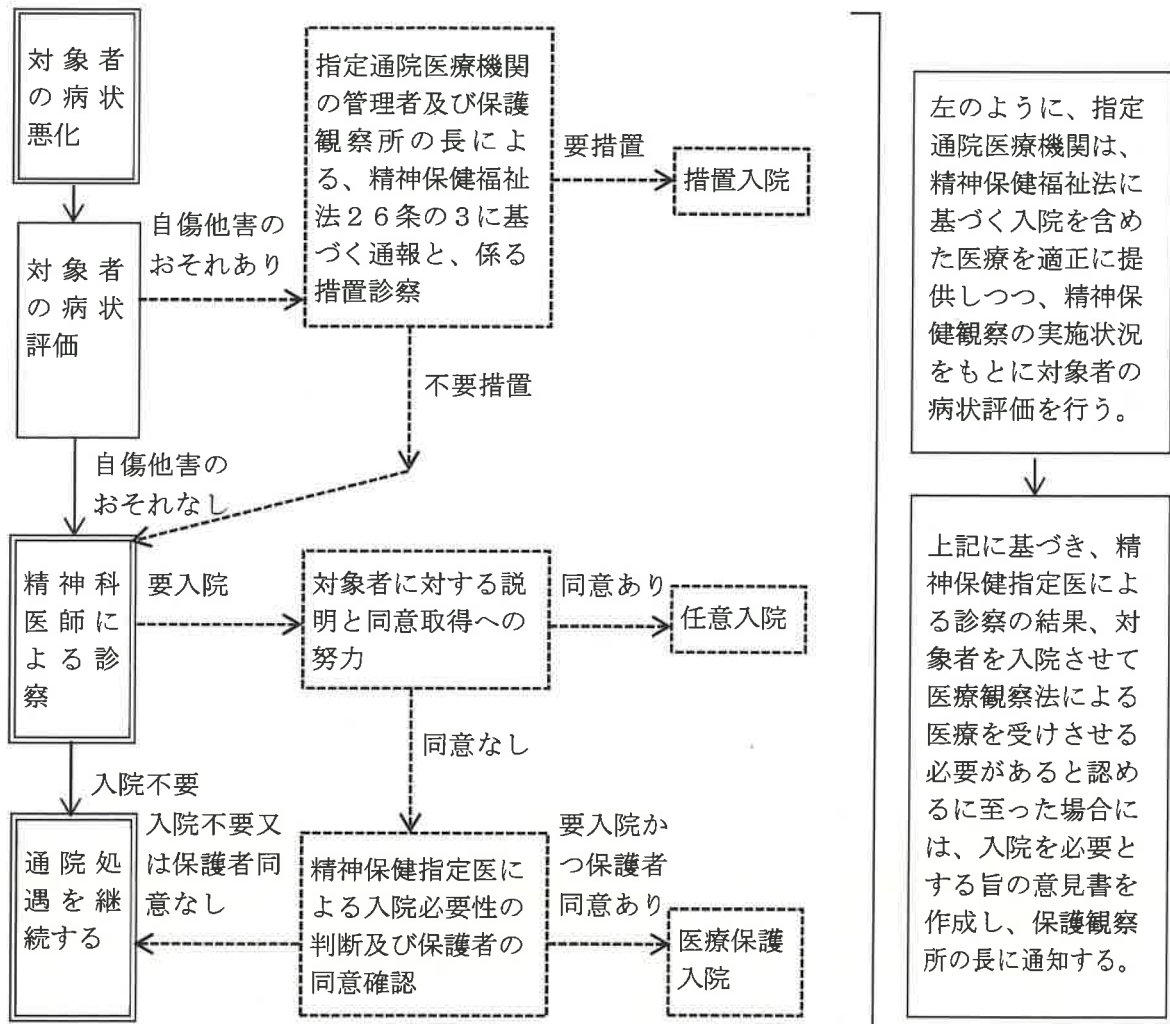 対象者
の病状
悪化
指定通院医療機関
の管理者及び保護
観察所の長によ
る、精神保健福祉
法26条の3に基
づく通報と、係る
措置診察
要措置
措置入院
自傷他害の
おそれあり
対象者
の病状
評価
不要措置
自傷他害の
おそれなし
精神科
医師に
よる診
察
要入院
対象者に対する説
明と同意取得への
努力
同意あり
任意入院
同意なし
入院不要
通院処
遇を継
続する
入院不要又
は保護者同
意なし
精神保健指定医に
よる入院必要性の
判断及び保護者の
同意確認
要入院か
つ保護者
同意あり
医療保護
入院
左のように、指定
通院医療機関は、
精神保健福祉法に
基づく入院を含め
た医療を適正に提
供しつつ、精神保
健観察の実施状況
をもとに対象者の
病状評価を行う。
上記に基づき、精
神保健指定医によ
る診察の結果、対
象者を入院させて
医療観察法による
医療を受けさせる
必要があると認め
るに至った場合に
は、入院を必要と
する旨の意見書を
作成し、保護観察
所の長に通知する。